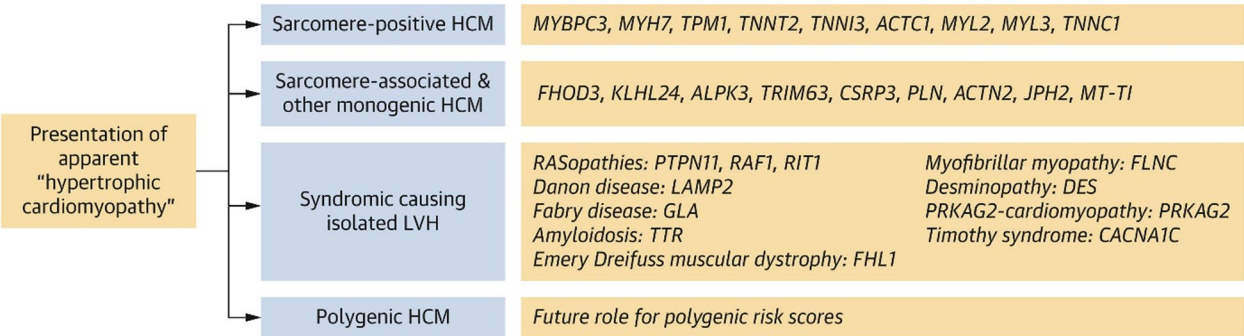 Presentation of
apparent
“hypertrophic
cardiomyopathy”
Sarcomere-positive HCM
MYBPC3, MYH7, TPM1, TNNT2, TNNI3, ACTC1, MYL2, MYL3, TNNC1
Sarcomere-associated &
other monogenic HCM
FHOD3, KLHL24, ALPK3, TRIM63, CSRP3, PLN, ACTN2, JPH2, MT-TI
Syndromic causing
isolated LVH
RASopathies: PTPN11, RAF1, RIT1
Danon disease: LAMP2
Fabry disease: GLA
Amyloidosis: TTR
Emery Dreifuss muscular dystrophy: FHL1
Myofibrillar myopathy: FLNC
Desminopathy: DES
PRKAG2-cardiomyopathy: PRKAG2
Timothy syndrome: CACNA1C
Polygenic HCM
Future role for polygenic risk scores